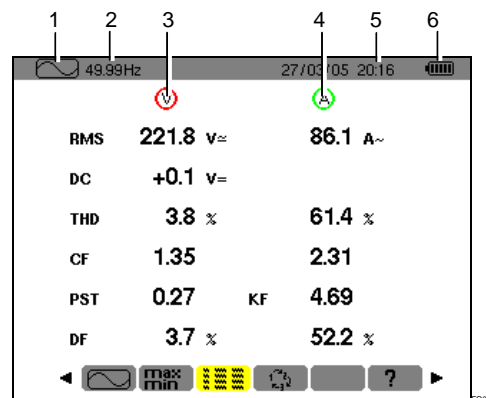 1 2 3 4 5 6
49.99Hz 27/03/05 20:16
V A
RMS 221.8 V≃ 86.1 A~
DC +0.1 V=
THD 3.8 % 61.4 %
CF 1.35 2.31
PST 0.27 KF 4.69
DF 3.7 % 52.2 %
max
min ?